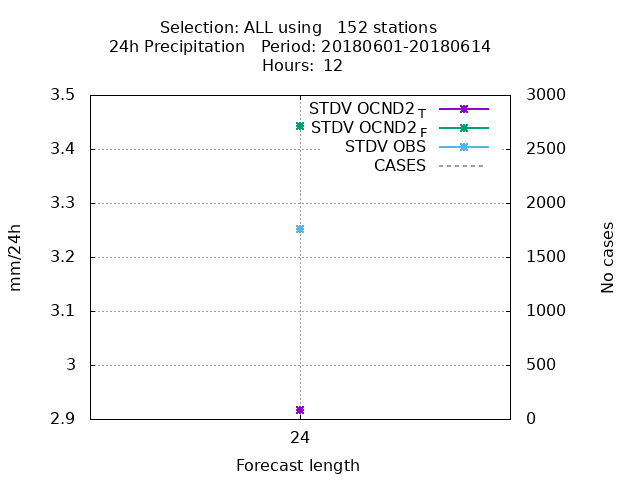 Selection: ALL using   152 stations
24h Precipitation   Period: 20180601-20180614
Hours:  12
3.5
3.4
3.3
3.2
3.1
3
2.9
mm/24h
STDV OCND2 T
STDV OCND2 F
STDV OBS
CASES
3000
2500
2000
1500
1000
500
0
No cases
24
Forecast length